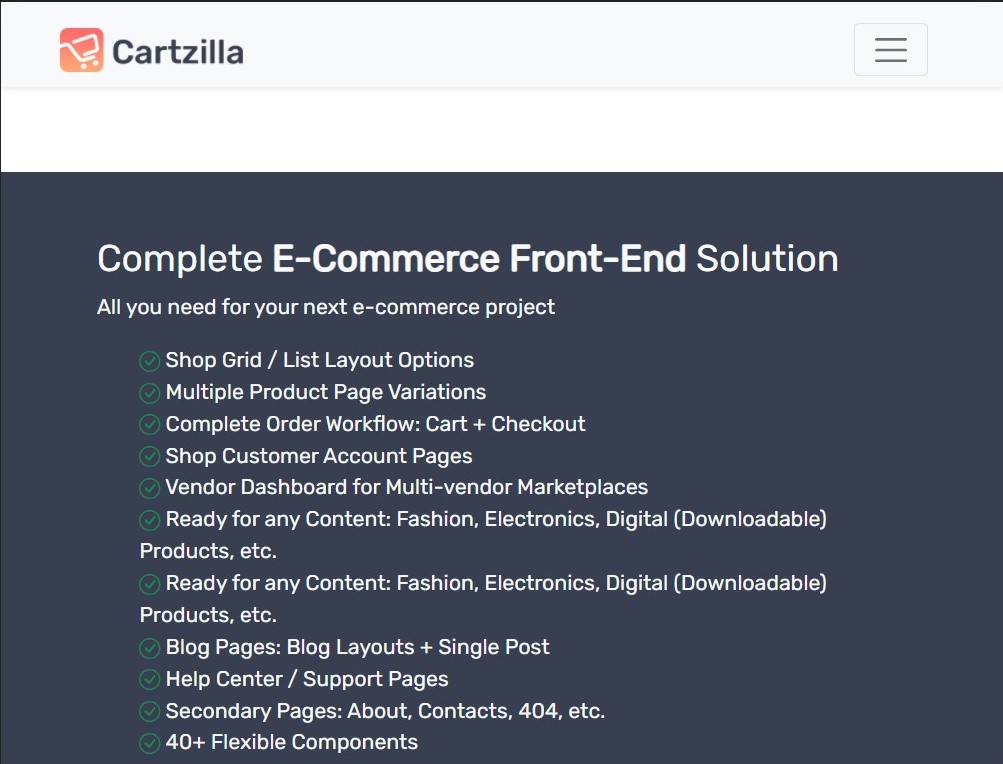 Cartzilla
Complete E-Commerce Front-End Solution
All you need for your next e-commerce project
Shop Grid / List Layout Options
Multiple Product Page Variations
Complete Order Workflow: Cart + Checkout
Shop Customer Account Pages
Vendor Dashboard for Multi-vendor Marketplaces
Ready for any Content: Fashion, Electronics, Digital (Downloadable)
Products, etc.
Ready for any Content: Fashion, Electronics, Digital (Downloadable)
Products, etc.
Blog Pages: Blog Layouts + Single Post
Help Center / Support Pages
Secondary Pages: About, Contacts, 404, etc.
40+ Flexible Components